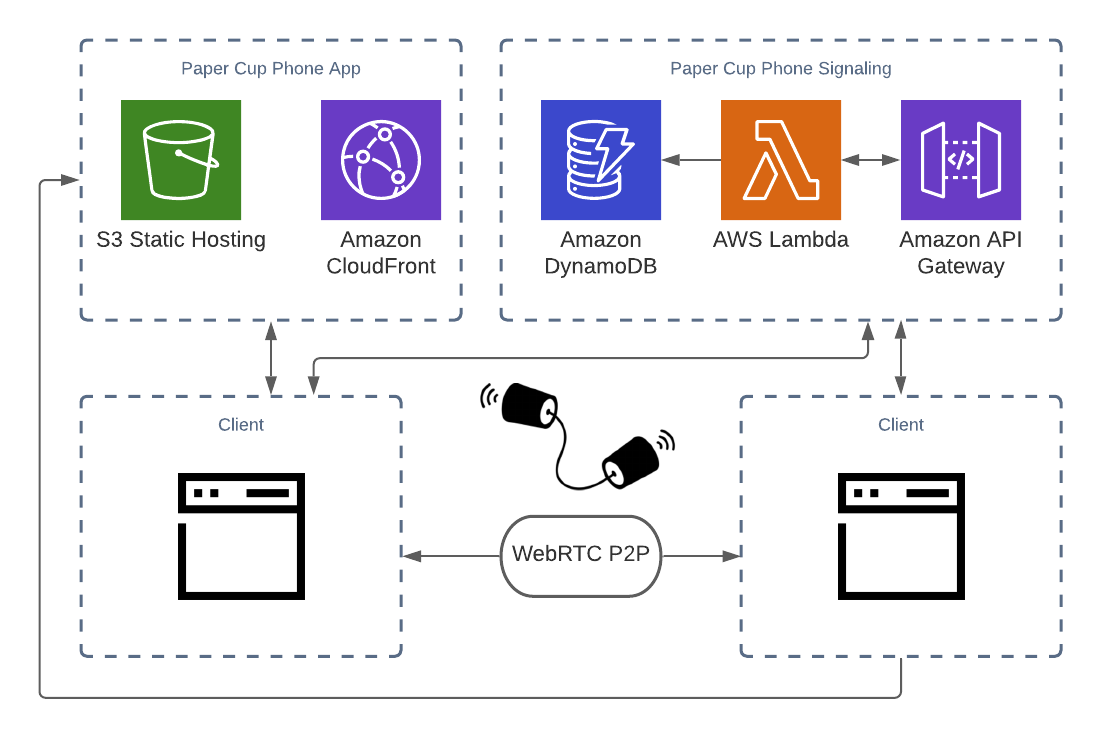 Paper Cup Phone App
Paper Cup Phone Signaling
S3 Static Hosting
Amazon
CloudFront
Amazon
DynamoDB
AWS Lambda
Amazon API
Gateway
Client
Client
WebRTC P2P